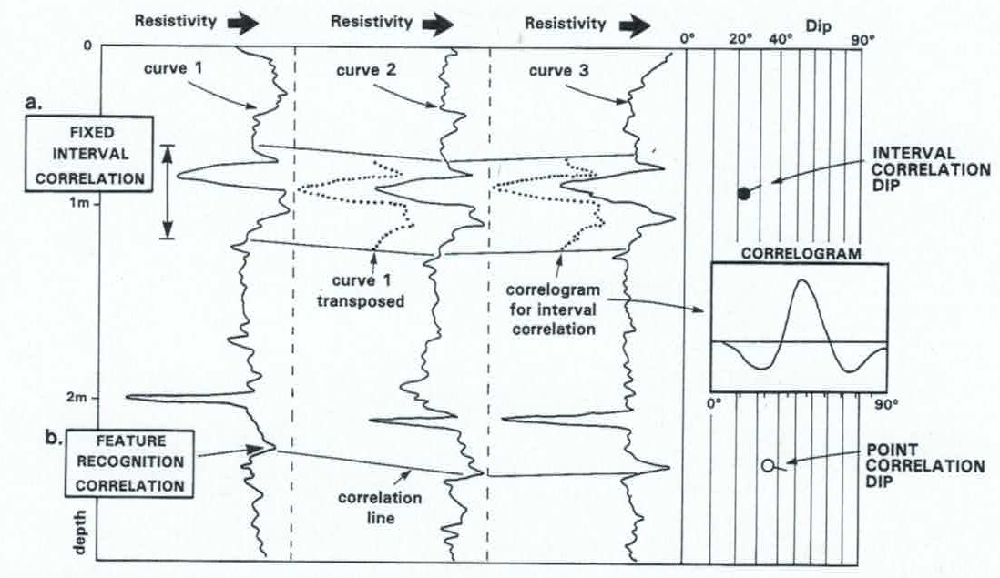 Resistivity
Resistivity
Resistivity
Dip
0° 20° 40° 90°
0
curve 1
curve 2
curve 3
a.
FIXED
INTERVAL
CORRELATION
1m
INTERVAL
CORRELATION
DIP
CORRELOGRAM
curve 1
transposed
correlogram
for interval
correlation
0° 90°
2m
b.
FEATURE
RECOGNITION
CORRELATION
correlation
line
POINT
CORRELATION
DIP
depth